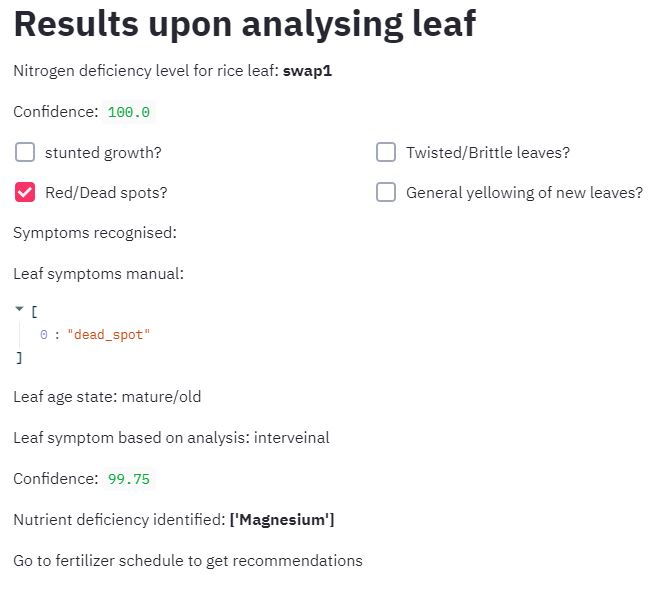 Results upon analysing leaf
Nitrogen deficiency level for rice leaf: swap1
Confidence: 100.0
stunted growth?
Twisted/Brittle leaves?
Red/Dead spots?
General yellowing of new leaves?
Symptoms recognised:
Leaf symptoms manual:
[
0 : "dead_spot"
]
Leaf age state: mature/old
Leaf symptom based on analysis: interveinal
Confidence: 99.75
Nutrient deficiency identified: ['Magnesium']
Go to fertilizer schedule to get recommendations